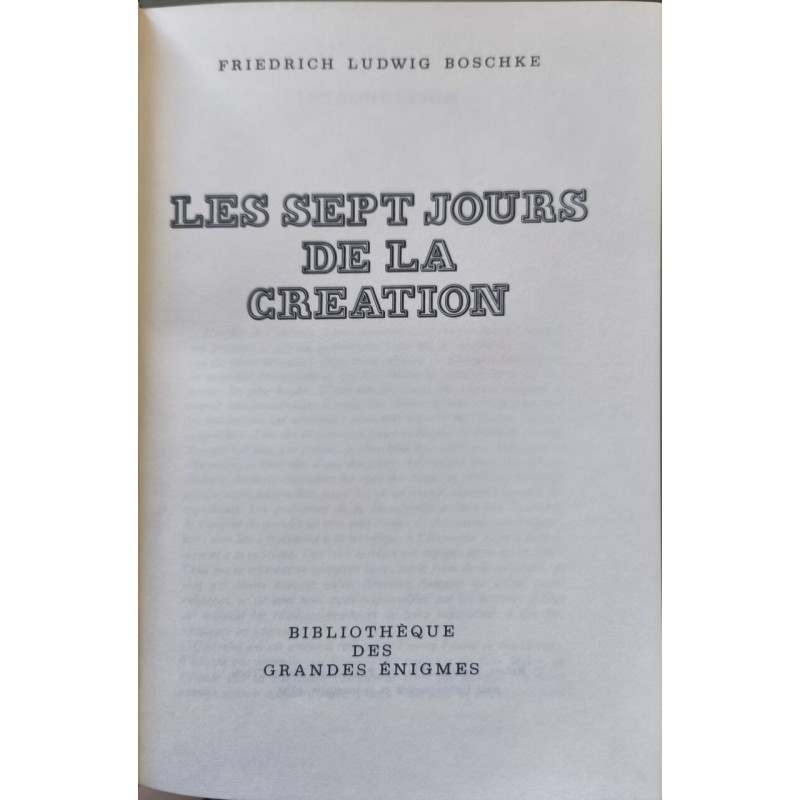 FRIEDRICH LUDWIG BOSCHKE
LES SEPT JOURS
DE LA
CREATION
BIBLIOTHÈQUE
DES
GRANDES ÉNIGMES